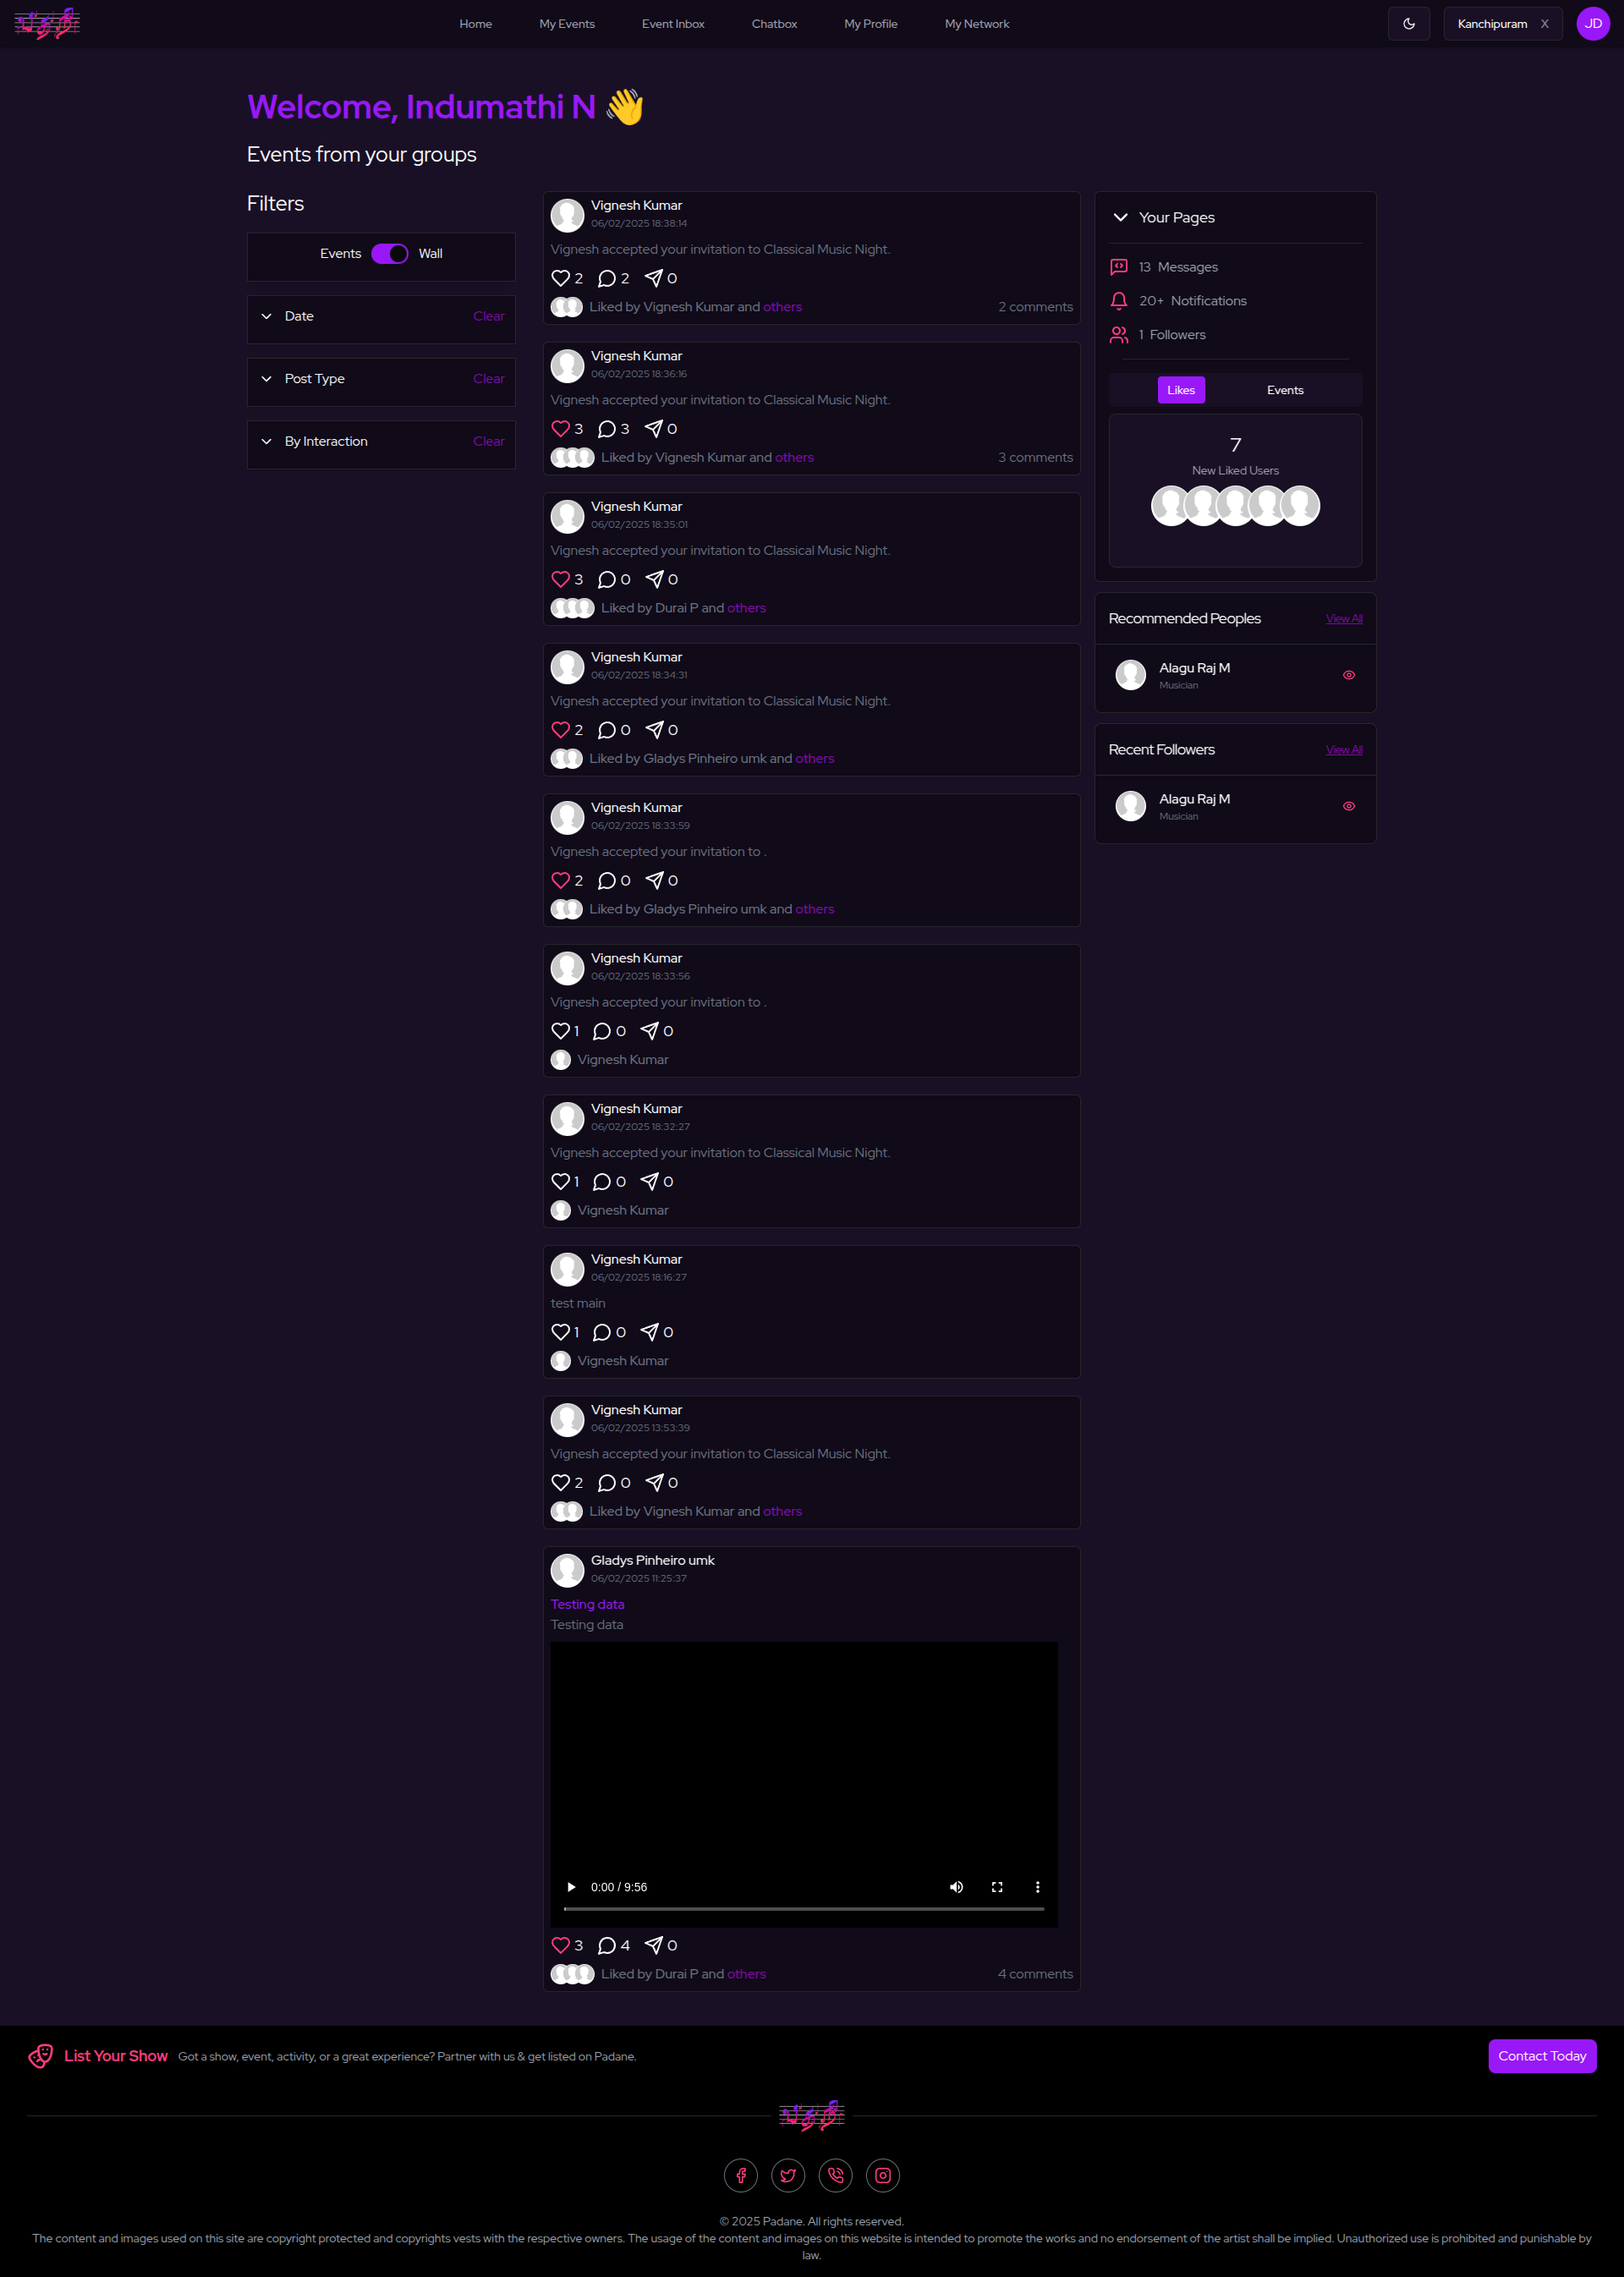 Home My Events Event Inbox Chatbox My Profile My Network Kanchipuram X JD
Welcome, Indumathi N 👋
Events from your groups
Filters
Events Wall
Date Clear
Post Type Clear
By Interaction Clear
Vignesh Kumar
06/02/2025 18:38:14
Vignesh accepted your invitation to Classical Music Night.
2 2 0
Liked by Vignesh Kumar and others 2 comments
Vignesh Kumar
06/02/2025 18:36:16
Vignesh accepted your invitation to Classical Music Night.
3 3 0
Liked by Vignesh Kumar and others 3 comments
Vignesh Kumar
06/02/2025 18:35:01
Vignesh accepted your invitation to Classical Music Night.
3 0 0
Liked by Durai P and others
Vignesh Kumar
06/02/2025 18:34:31
Vignesh accepted your invitation to Classical Music Night.
2 0 0
Liked by Gladys Pinheiro umk and others
Vignesh Kumar
06/02/2025 18:33:59
Vignesh accepted your invitation to .
2 0 0
Liked by Gladys Pinheiro umk and others
Vignesh Kumar
06/02/2025 18:33:56
Vignesh accepted your invitation to .
1 0 0
Vignesh Kumar
Vignesh Kumar
06/02/2025 18:32:27
Vignesh accepted your invitation to Classical Music Night.
1 0 0
Vignesh Kumar
Vignesh Kumar
06/02/2025 18:16:27
test main
1 0 0
Vignesh Kumar
Vignesh Kumar
06/02/2025 13:53:39
Vignesh accepted your invitation to Classical Music Night.
2 0 0
Liked by Vignesh Kumar and others
Gladys Pinheiro umk
06/02/2025 11:25:37
Testing data
Testing data
0:00 / 9:56
3 4 0
Liked by Durai P and others 4 comments
Your Pages
13 Messages
20+ Notifications
1 Followers
Likes Events
7
New Liked Users
Recommended Peoples View All
Alagu Raj M
Musician
Recent Followers View All
Alagu Raj M
Musician
List Your Show Got a show, event, activity, or a great experience? Partner with us & get listed on Padane. Contact Today
© 2025 Padane. All rights reserved.
The content and images used on this site are copyright protected and copyrights vests with the respective owners. The usage of the content and images on this website is intended to promote the works and no endorsement of the artist shall be implied. Unauthorized use is prohibited and punishable by
law.